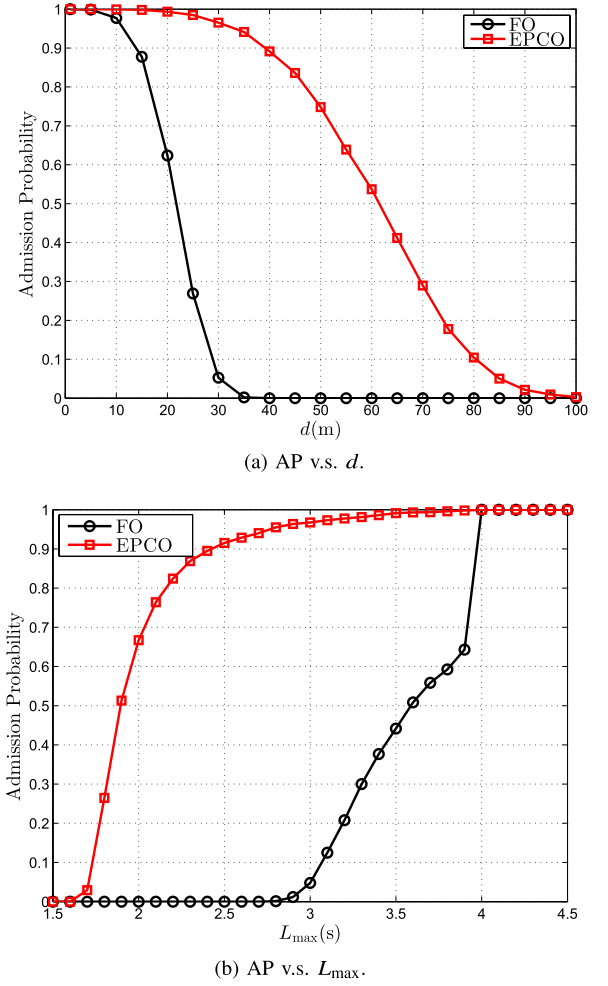 1
0.9
0.8
0.7
0.6
0.5
0.4
0.3
0.2
0.1
0
Admission Probability
FO
EPCO
0 10 20 30 40 50 60 70 80 90 100
d(m)
(a) AP v.s. d.
1
0.9
0.8
0.7
0.6
0.5
0.4
0.3
0.2
0.1
0
Admission Probability
FO
EPCO
1.5 2 2.5 3 3.5 4 4.5
Lmax(s)
(b) AP v.s. Lmax.